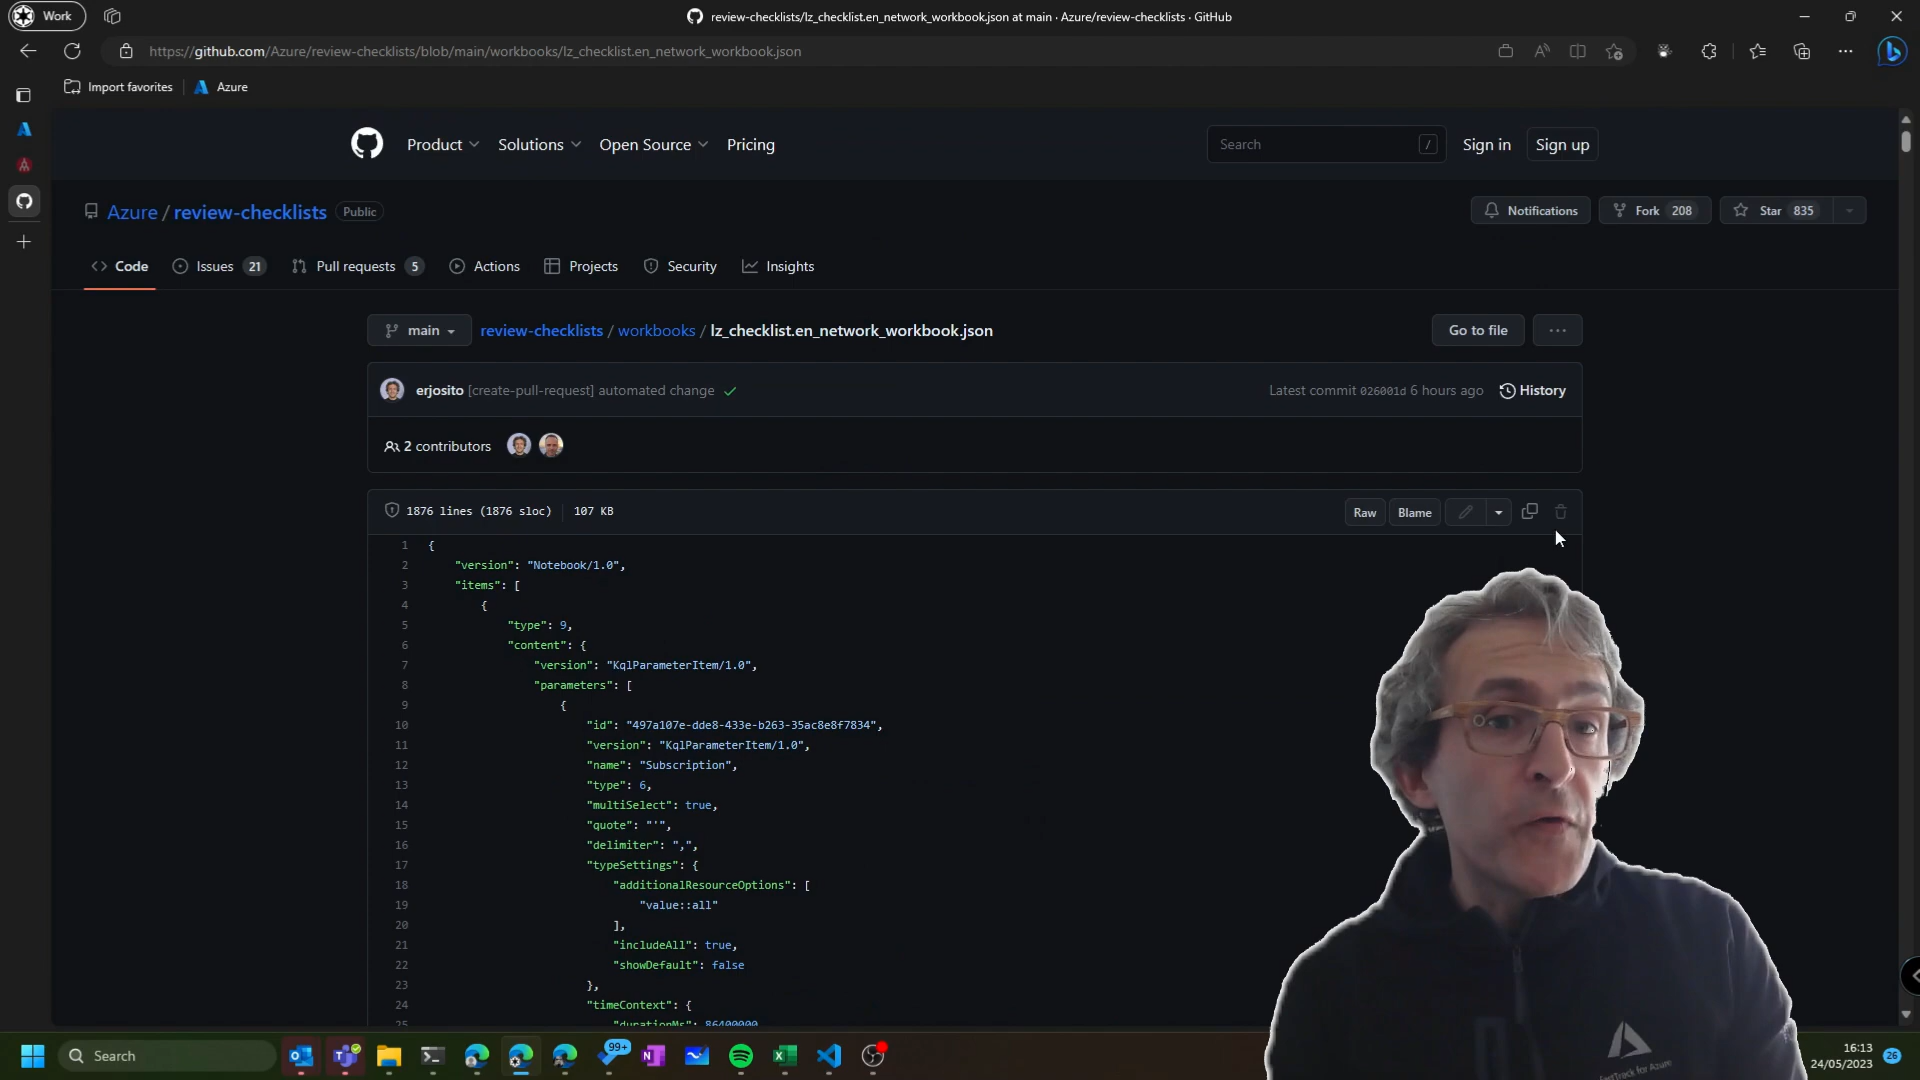 Work
review-checklists/lz_checklist.en_network_workbook.json at main · Azure/review-checklists · GitHub
https://github.com/Azure/review-checklists/blob/main/workbooks/lz_checklist.en_network_workbook.json
Import favorites
Azure
Product
Solutions
Open Source
Pricing
Search
/
Sign in
Sign up
Azure / review-checklists
Public
Notifications
Fork 208
Star 835
Code
Issues 21
Pull requests 5
Actions
Projects
Security
Insights
main
review-checklists / workbooks / lz_checklist.en_network_workbook.json
Go to file
erjosito [create-pull-request] automated change
Latest commit 026001d 6 hours ago
History
2 contributors
1876 lines (1876 sloc)
107 KB
Raw
Blame
1 {
2 "version": "Notebook/1.0",
3 "items": [
4 {
5 "type": 9,
6 "content": {
7 "version": "KqlParameterItem/1.0",
8 "parameters": [
9 {
10 "id": "497a107e-dde8-433e-b263-35ac8e8f7834",
11 "version": "KqlParameterItem/1.0",
12 "name": "Subscription",
13 "type": 6,
14 "multiSelect": true,
15 "quote": "'",
16 "delimiter": ",",
17 "typeSettings": {
18 "additionalResourceOptions": [
19 "value::all"
20 ],
21 "includeAll": true,
22 "showDefault": false
23 },
24 "timeContext": {
25 "durationMs": 86400000
FastTrack for Azure
Search
99+
16:13
24/05/2023
26